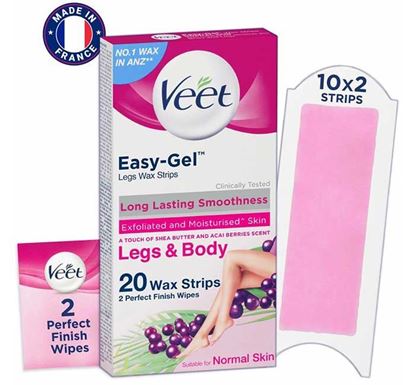 MADE IN
FRANCE
NO.1 WAX
IN ANZ**
Veet
Easy-Gel™
Legs Wax Strips
Clinically Tested
Long Lasting Smoothness
Exfoliated and Moisturised* Skin
A TOUCH OF SHEA BUTTER AND ACAI BERRIES SCENT
Legs & Body
20 Wax Strips
2 Perfect Finish Wipes
Suitable for Normal Skin
Veet
2
Perfect
Finish
Wipes
10x2
STRIPS